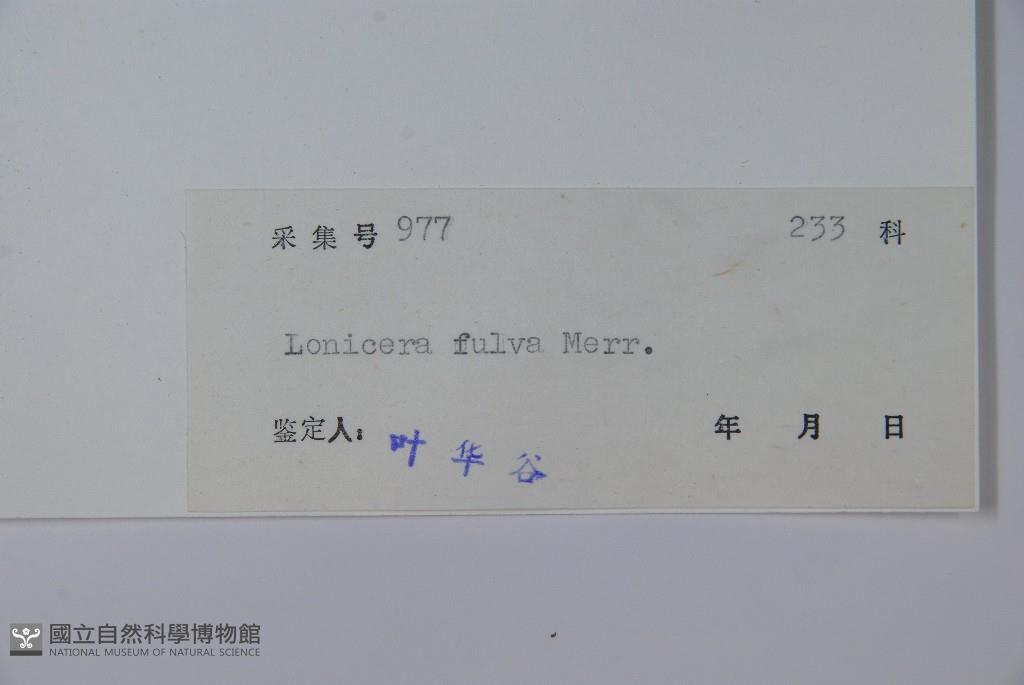 采集号 977 233 科
Lonicera fulva Merr.
鉴定人: 叶华谷 年 月 日
國立自然科學博物館
NATIONAL MUSEUM OF NATURAL SCIENCE